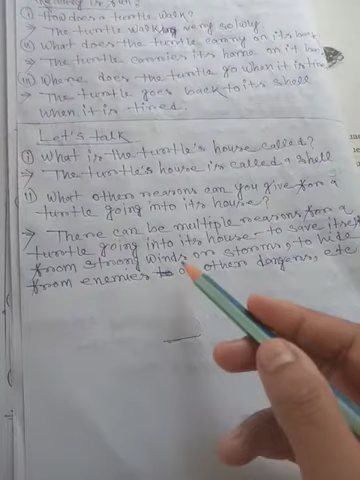 (i) How does a turtle walk?
→ The turtle walks very solwly.
(ii) What does the turtle carry on its back
→ The turtle carries its home on it
(iii) Where does the turtle go when it is tire
→ The turtle goes back to its shell
when it is tired.
Let's talk
(i) What is the turtle's house called?
→ The turtle's house is called a shell
(ii) What other reasons can you give for a
turtle going into its house?
→ There can be multiple reasons for a
turtle going into its house - to save itself
from strong winds or storms, to hide
from enemies or other dangers, etc